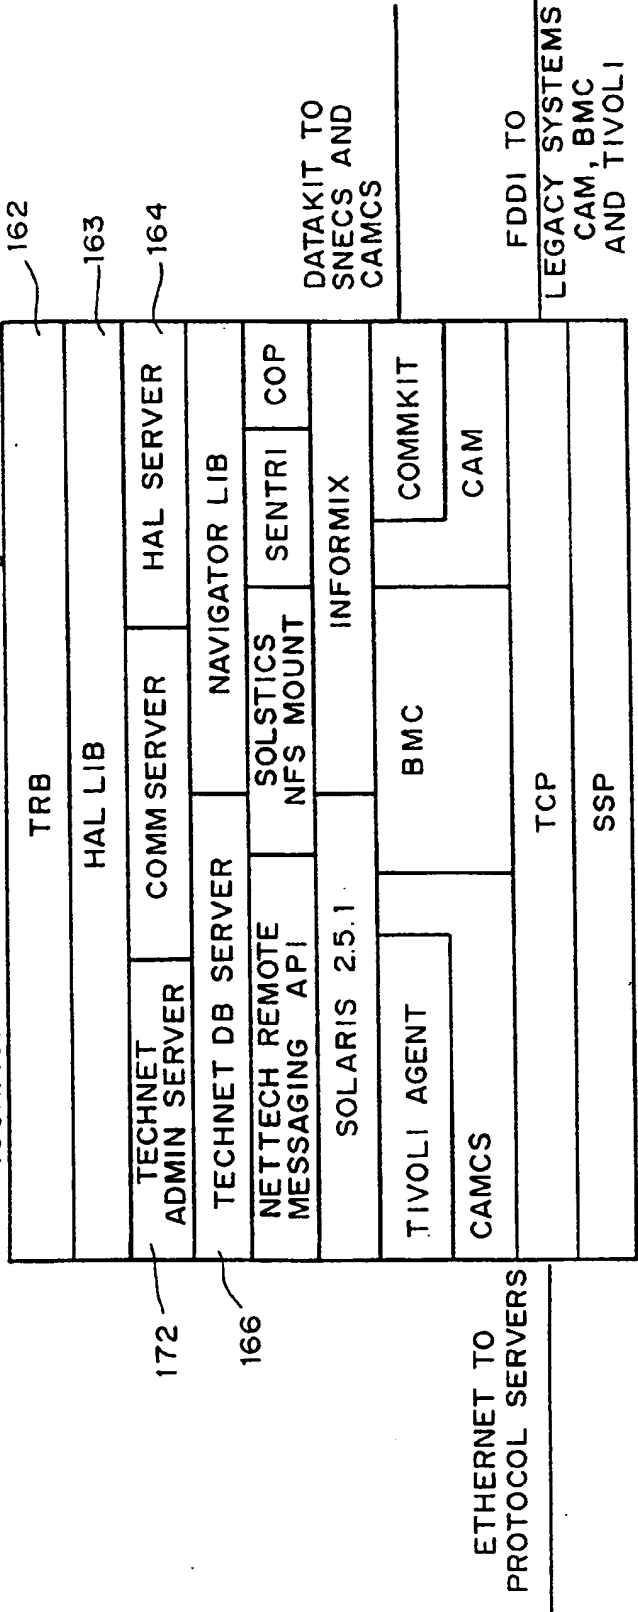 TRB
162
HAL LIB
163
TECHNET
ADMIN SERVER
COMM SERVER
HAL SERVER
164
172
TECHNET DB SERVER
NAVIGATOR LIB
166
NETTECH REMOTE
MESSAGING API
SOLSTICS
NFS MOUNT
SENTRI
COP
SOLARIS 2.5.1
INFORMIX
DATAKIT TO
SNECS AND
CAMCS
TIVOLI AGENT
CAMCS
BMC
COMMKIT
CAM
TCP
SSP
ETHERNET TO
PROTOCOL SERVERS
FDDI TO
LEGACY SYSTEMS
CAM, BMC
AND TIVOLI